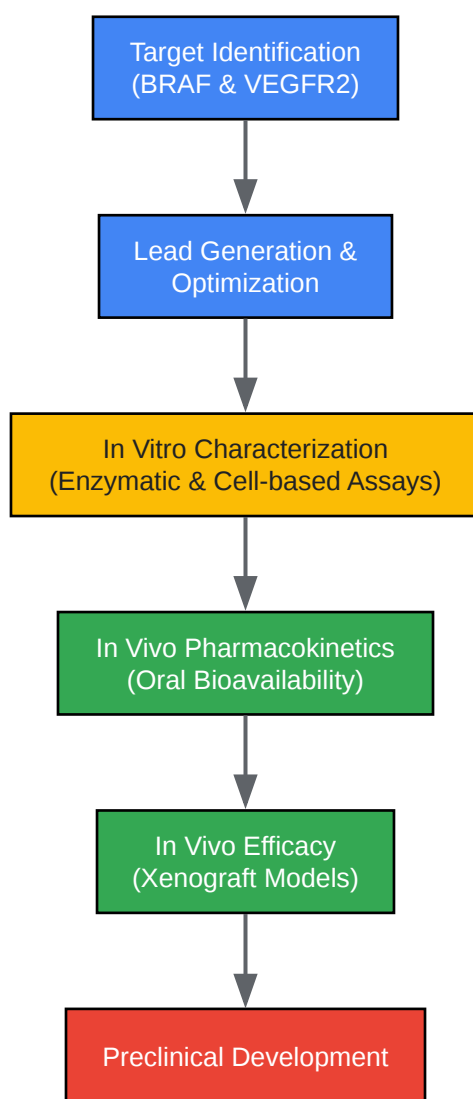 Target Identification
(BRAF & VEGFR2)
Lead Generation &
Optimization
In Vitro Characterization
(Enzymatic & Cell-based Assays)
In Vivo Pharmacokinetics
(Oral Bioavailability)
In Vivo Efficacy
(Xenograft Models)
Preclinical Development